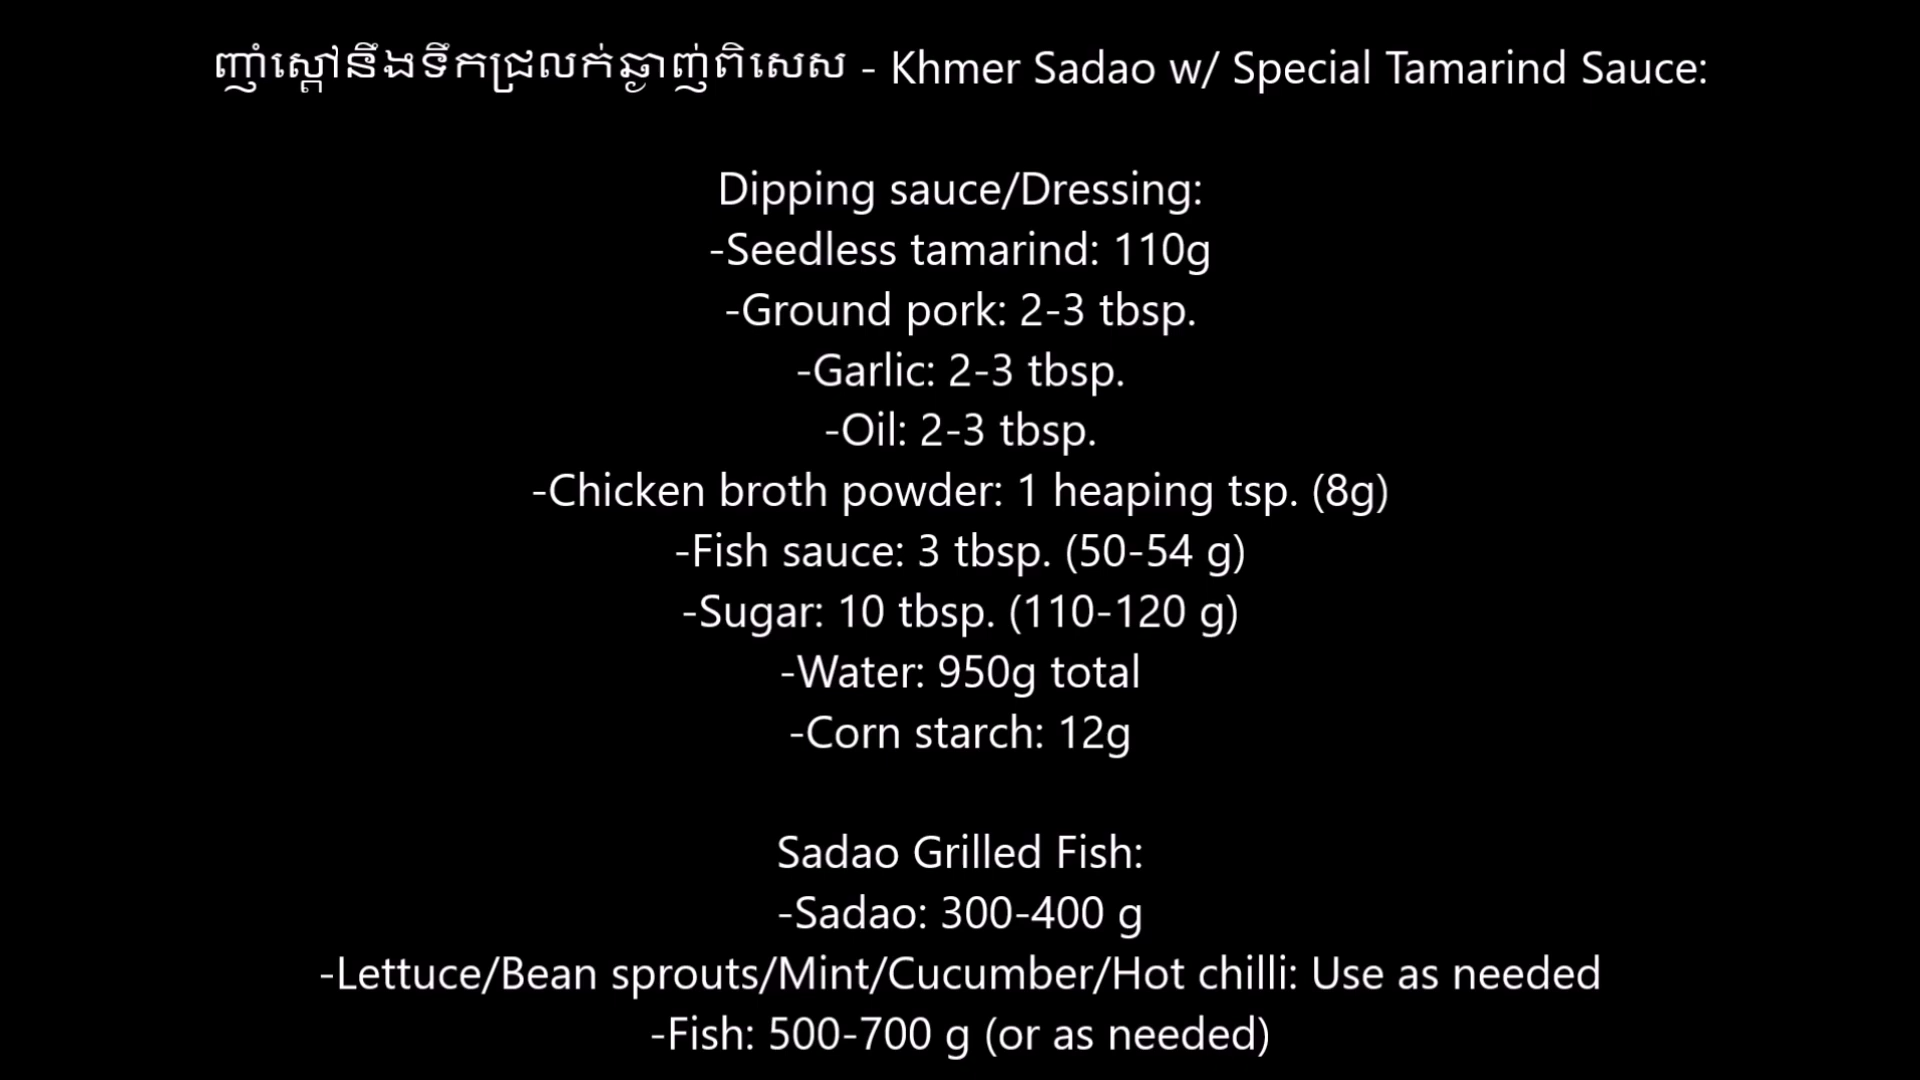 ញាំស្ដៅនឹងទឹកជ្រលក់ឆ្ងាញ់ពិសេស - Khmer Sadao w/ Special Tamarind Sauce:
Dipping sauce/Dressing:
-Seedless tamarind: 110g
-Ground pork: 2-3 tbsp.
-Garlic: 2-3 tbsp.
-Oil: 2-3 tbsp.
-Chicken broth powder: 1 heaping tsp. (8g)
-Fish sauce: 3 tbsp. (50-54 g)
-Sugar: 10 tbsp. (110-120 g)
-Water: 950g total
-Corn starch: 12g
Sadao Grilled Fish:
-Sadao: 300-400 g
-Lettuce/Bean sprouts/Mint/Cucumber/Hot chilli: Use as needed
-Fish: 500-700 g (or as needed)